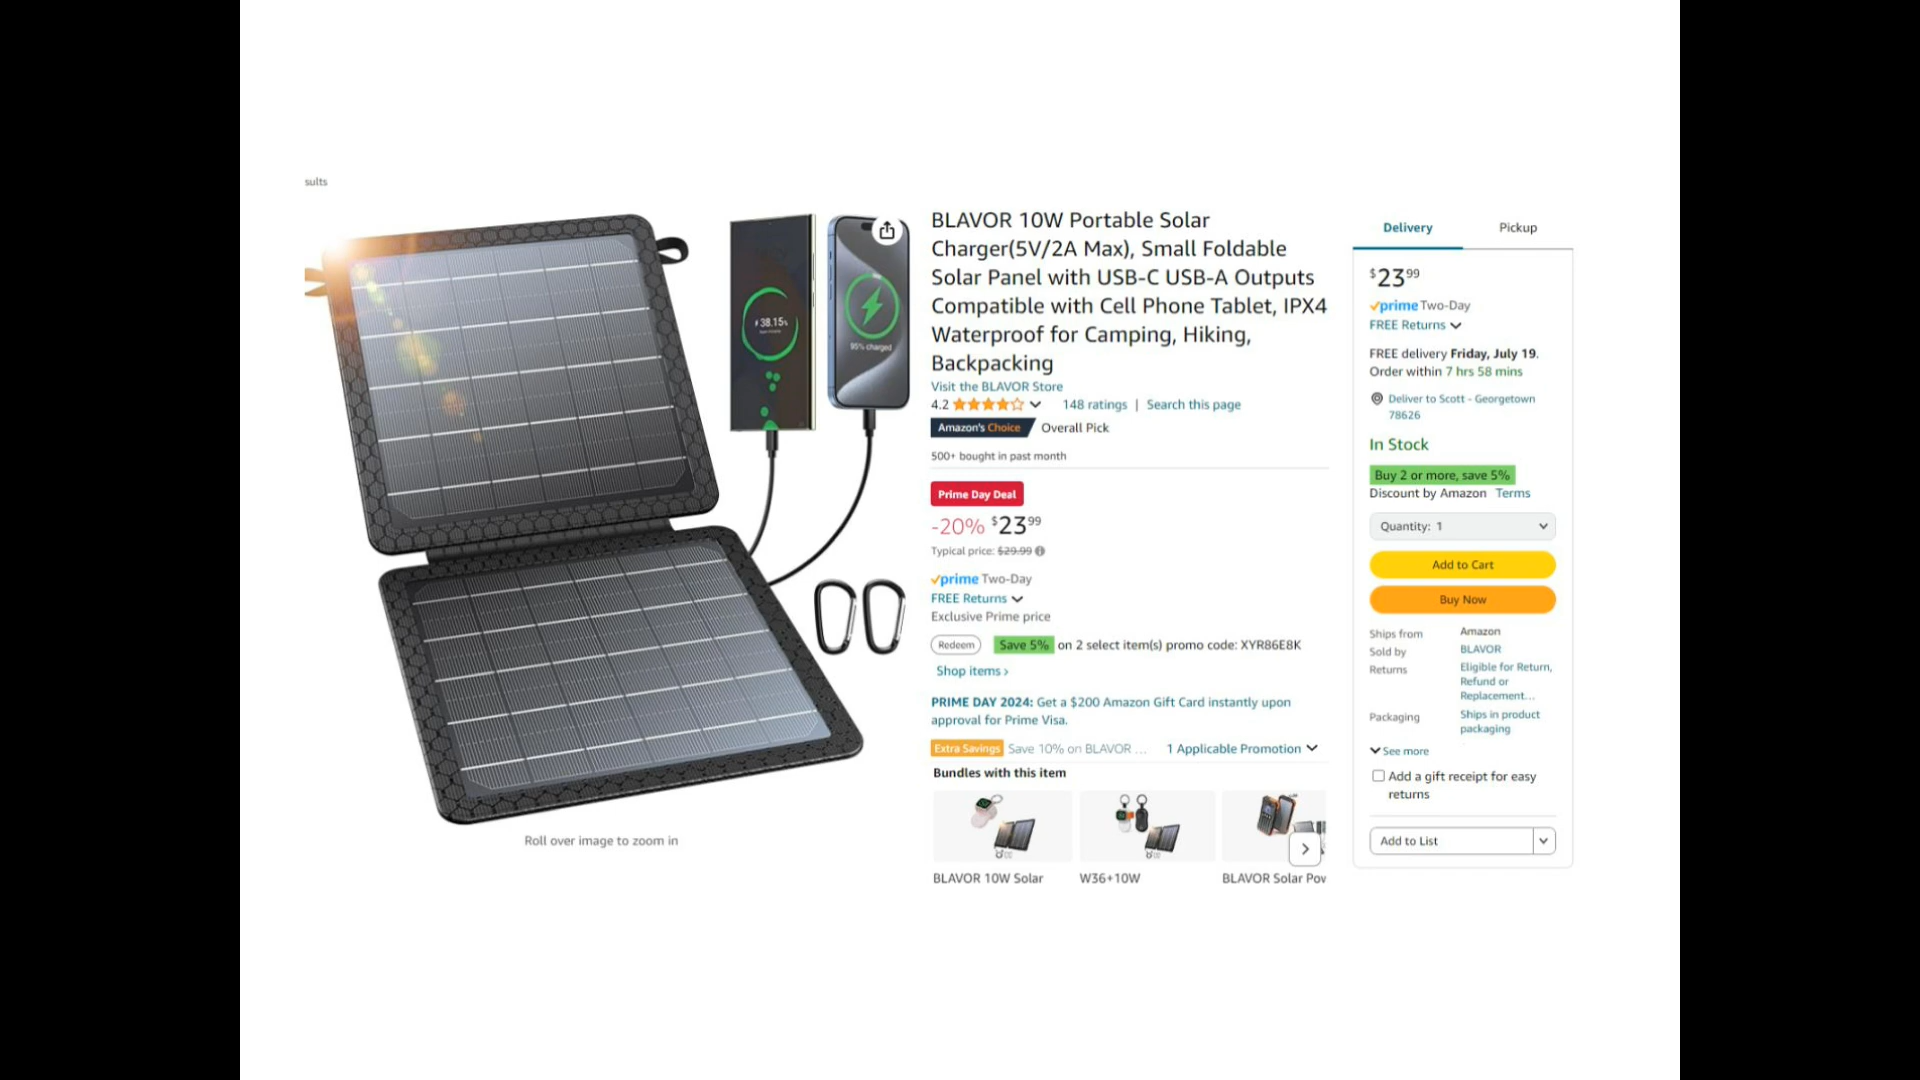 sults
38.15%
95% charged
Roll over image to zoom in
BLAVOR 10W Portable Solar
Charger(5V/2A Max), Small Foldable
Solar Panel with USB-C USB-A Outputs
Compatible with Cell Phone Tablet, IPX4
Waterproof for Camping, Hiking,
Backpacking
Visit the BLAVOR Store
4.2
148 ratings | Search this page
Amazon's Choice Overall Pick
500+ bought in past month
Prime Day Deal
-20% $23 99
Typical price: $29.99
prime Two-Day
FREE Returns
Exclusive Prime price
Redeem Save 5% on 2 select item(s) promo code: XYR86E8K
Shop items ›
PRIME DAY 2024: Get a $200 Amazon Gift Card instantly upon
approval for Prime Visa.
Extra Savings Save 10% on BLAVOR ... 1 Applicable Promotion
Bundles with this item
BLAVOR 10W Solar
W36+10W
BLAVOR Solar Pow
Delivery Pickup
$23 99
prime Two-Day
FREE Returns
FREE delivery Friday, July 19.
Order within 7 hrs 58 mins
Deliver to Scott - Georgetown
78626
In Stock
Buy 2 or more, save 5%
Discount by Amazon Terms
Quantity: 1
Add to Cart
Buy Now
Ships from Amazon
Sold by BLAVOR
Returns Eligible for Return,
Refund or
Replacement...
Packaging Ships in product
packaging
See more
Add a gift receipt for easy
returns
Add to List